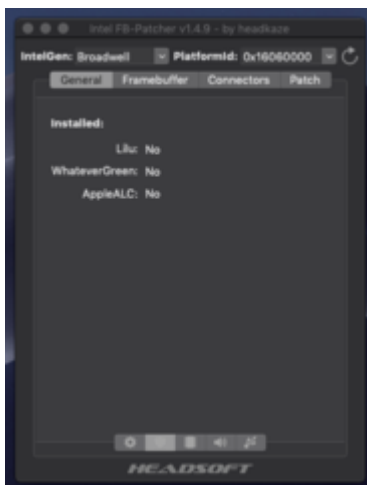 Intel FB-Patcher v1.4.9 - by headkaze
IntelGen: Broadwell PlatformId: 0x16060000
General Framebuffer Connectors Patch
Installed:
Lilu: No
WhateverGreen: No
AppleALC: No
HEADSOFT